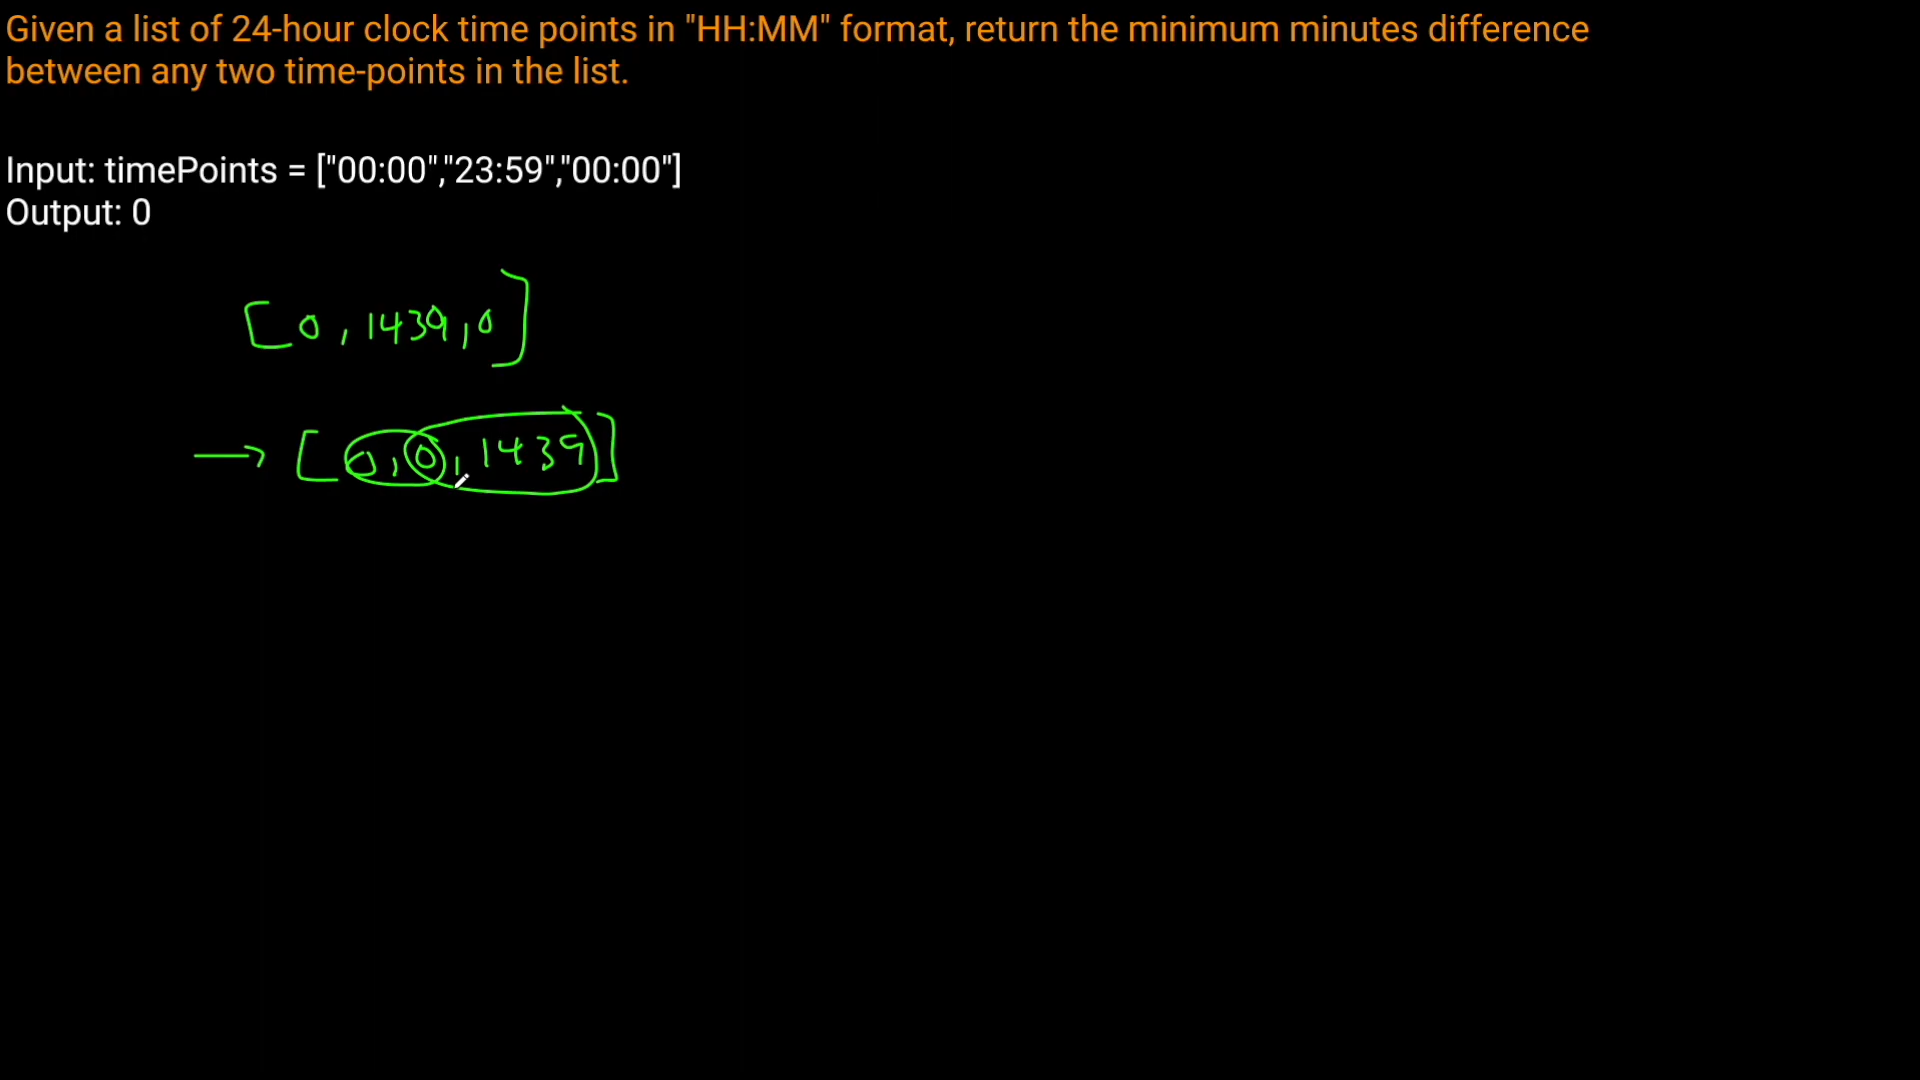 Given a list of 24-hour clock time points in "HH:MM" format, return the minimum minutes difference
between any two time-points in the list.
Input: timePoints = ["00:00","23:59","00:00"]
Output: 0
[0, 1439, 0]
→ [0, 0, 1439]